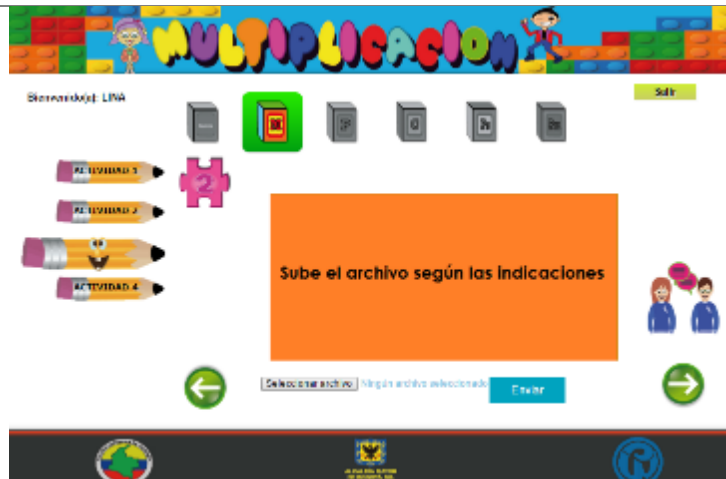 MULTIPLICACION
Bienvenido(a): LINA
Salir
ACTIVIDAD 1
2
ACTIVIDAD 2
Sube el archivo según las indicaciones
ACTIVIDAD 4
Seleccionar archivo Ningún archivo seleccionado
Enviar